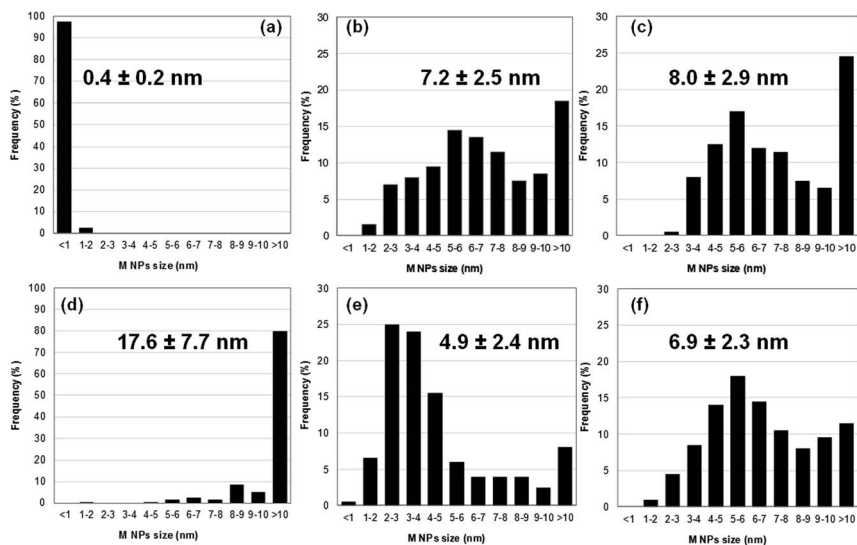 (a)
0.4 ± 0.2 nm
Frequency (%)
100
90
80
70
60
50
40
30
20
10
0
<1 1-2 2-3 3-4 4-5 5-6 6-7 7-8 8-9 9-10 >10
M NPs size (nm)
(b)
7.2 ± 2.5 nm
Frequency (%)
30
25
20
15
10
5
0
<1 1-2 2-3 3-4 4-5 5-6 6-7 7-8 8-9 9-10 >10
M NPs size (nm)
(c)
8.0 ± 2.9 nm
Frequency (%)
30
25
20
15
10
5
0
<1 1-2 2-3 3-4 4-5 5-6 6-7 7-8 8-9 9-10 >10
M NPs size (nm)
(d)
17.6 ± 7.7 nm
Frequency (%)
100
90
80
70
60
50
40
30
20
10
0
<1 1-2 2-3 3-4 4-5 5-6 6-7 7-8 8-9 9-10 >10
M NPs size (nm)
(e)
4.9 ± 2.4 nm
Frequency (%)
30
25
20
15
10
5
0
<1 1-2 2-3 3-4 4-5 5-6 6-7 7-8 8-9 9-10 >10
M NPs size (nm)
(f)
6.9 ± 2.3 nm
Frequency (%)
30
25
20
15
10
5
0
<1 1-2 2-3 3-4 4-5 5-6 6-7 7-8 8-9 9-10 >10
M NPs size (nm)